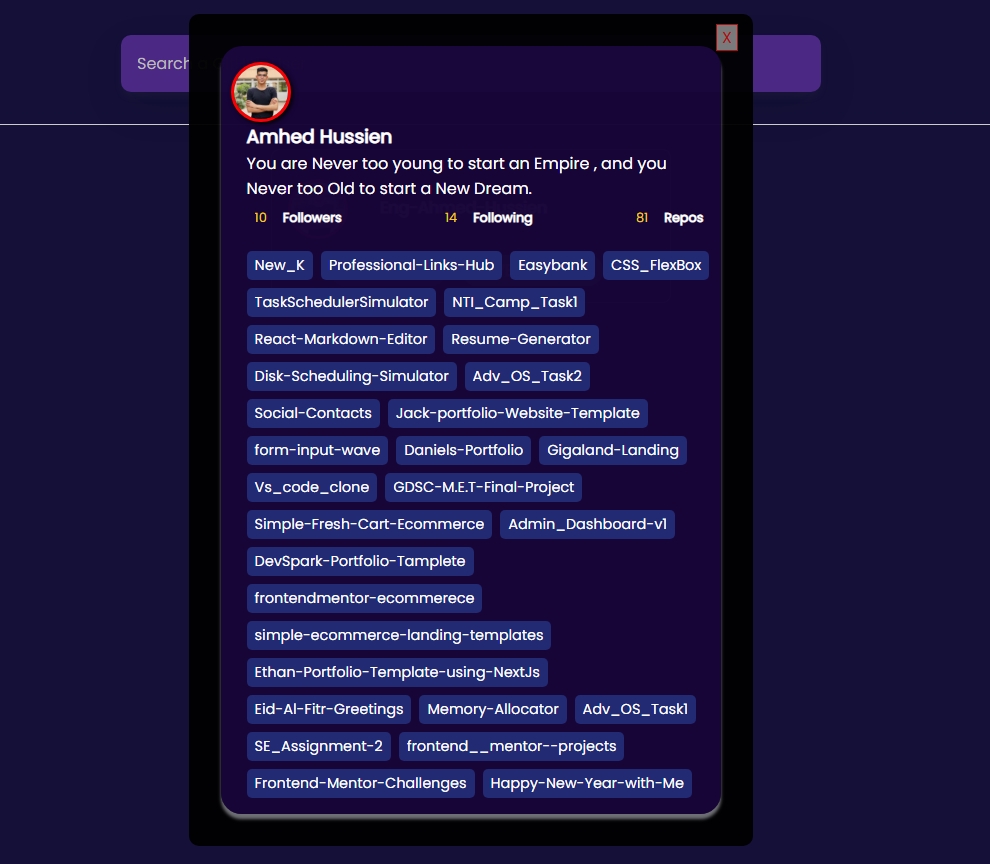 Search
X
Amhed Hussien
You are Never too young to start an Empire , and you
Never too Old to start a New Dream.
10 Followers 14 Following 81 Repos
New_K Professional-Links-Hub Easybank CSS_FlexBox
TaskSchedulerSimulator NTI_Camp_Task1
React-Markdown-Editor Resume-Generator
Disk-Scheduling-Simulator Adv_OS_Task2
Social-Contacts Jack-portfolio-Website-Template
form-input-wave Daniels-Portfolio Gigaland-Landing
Vs_code_clone GDSC-M.E.T-Final-Project
Simple-Fresh-Cart-Ecommerce Admin_Dashboard-v1
DevSpark-Portfolio-Tamplete
frontendmentor-ecommerece
simple-ecommerce-landing-templates
Ethan-Portfolio-Template-using-NextJs
Eid-Al-Fitr-Greetings Memory-Allocator Adv_OS_Task1
SE_Assignment-2 frontend__mentor--projects
Frontend-Mentor-Challenges Happy-New-Year-with-Me